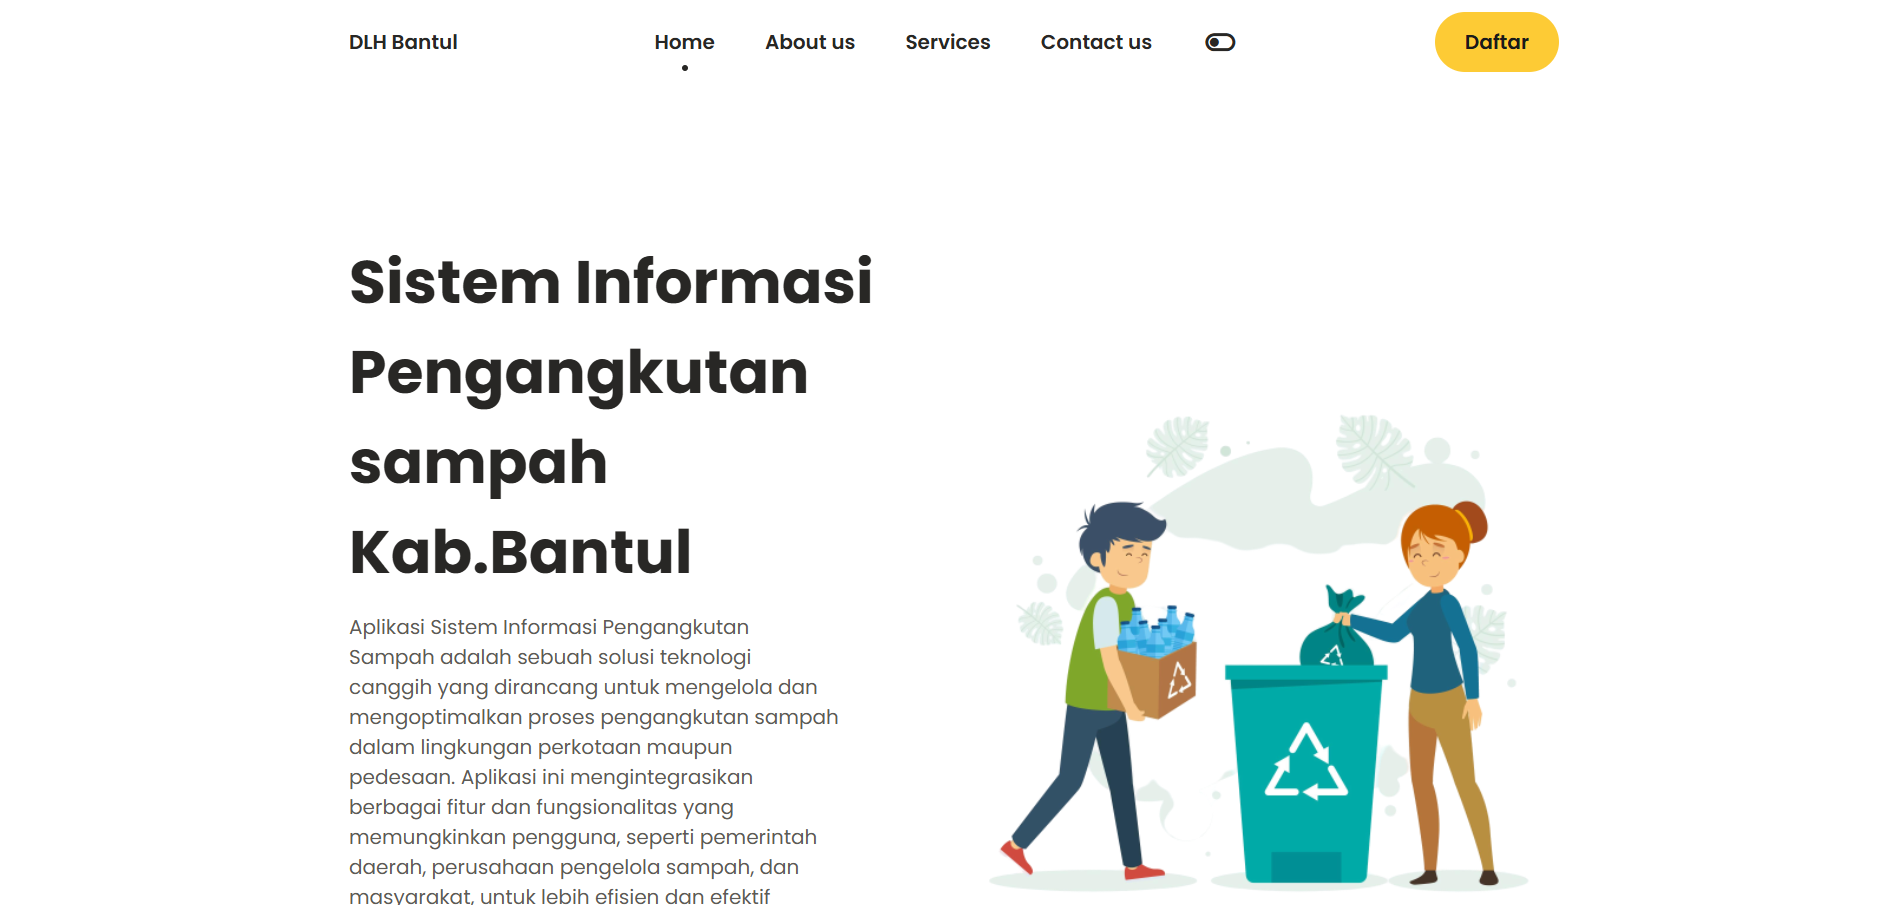 DLH Bantul
Home
About us
Services
Contact us
Daftar
Sistem Informasi
Pengangkutan
sampah
Kab.Bantul
Aplikasi Sistem Informasi Pengangkutan
Sampah adalah sebuah solusi teknologi
canggih yang dirancang untuk mengelola dan
mengoptimalkan proses pengangkutan sampah
dalam lingkungan perkotaan maupun
pedesaan. Aplikasi ini mengintegrasikan
berbagai fitur dan fungsionalitas yang
memungkinkan pengguna, seperti pemerintah
daerah, perusahaan pengelola sampah, dan
masyarakat, untuk lebih efisien dan efektif